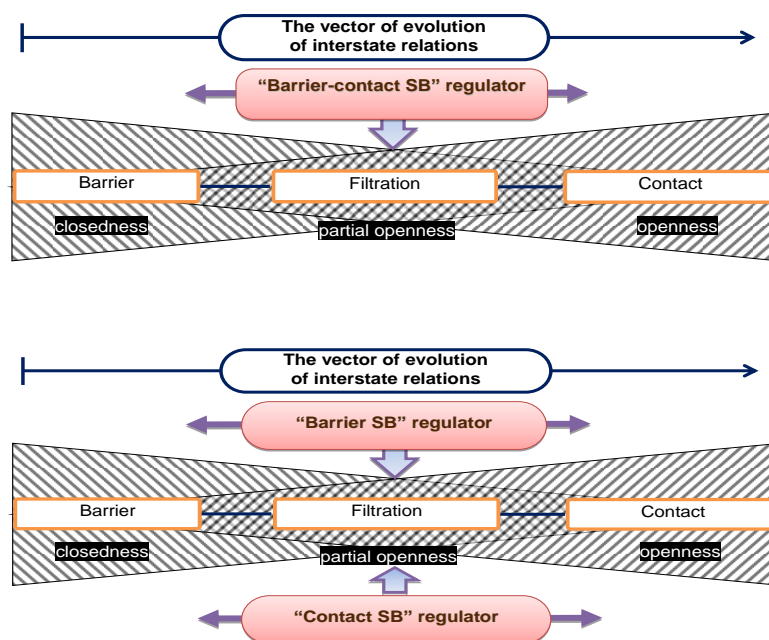 The vector of evolution
of interstate relations
“Barrier-contact SB” regulator
Barrier
Filtration
Contact
closedness
partial openness
openness
The vector of evolution
of interstate relations
“Barrier SB” regulator
Barrier
Filtration
Contact
closedness
partial openness
openness
“Contact SB” regulator